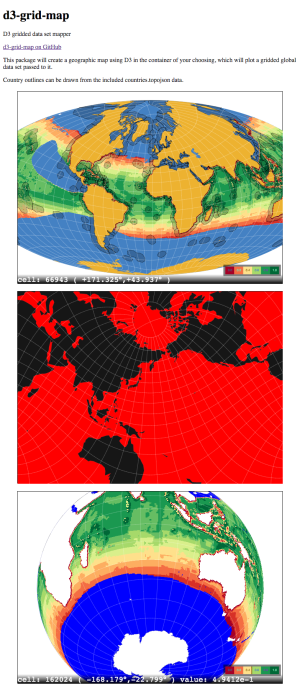 d3-grid-map
D3 gridded data set mapper
d3-grid-map on GitHub
This package will create a geographic map using D3 in the container of your choosing, which will plot a gridded global
data set passed to it.
Country outlines can be drawn from the included countries.topojson data.
cell: 66943 ( +171.325°,+43.937° )
cell: 162024 ( -168.179°,-22.799° ) value: 4.9412e-1